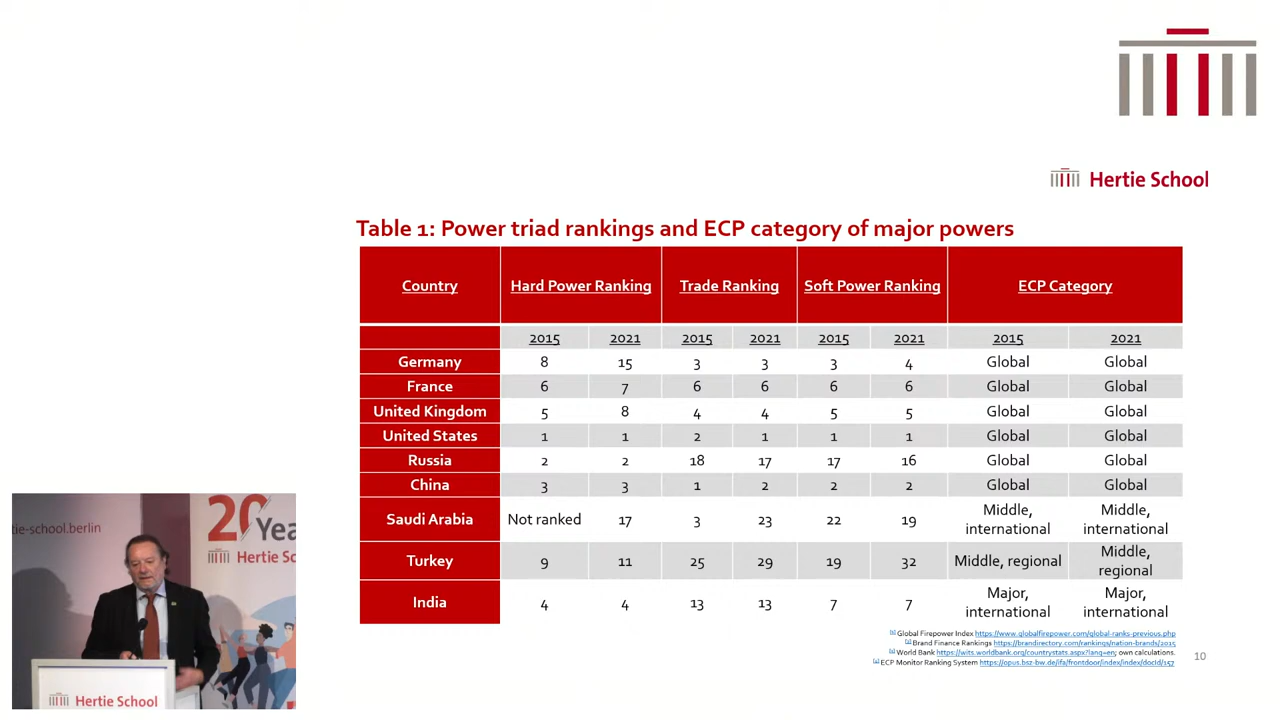 Hertie School
Table 1: Power triad rankings and ECP category of major powers
Country Hard Power Ranking Trade Ranking Soft Power Ranking ECP Category
2015 2021 2015 2021 2015 2021 2015 2021
Germany 8 15 3 3 3 4 Global Global
France 6 7 6 6 6 6 Global Global
United Kingdom 5 8 4 4 5 5 Global Global
United States 1 1 2 1 1 1 Global Global
Russia 2 2 18 17 17 16 Global Global
China 3 3 1 2 2 2 Global Global
Saudi Arabia Not ranked 17 3 23 22 19 Middle, international Middle, international
Turkey 9 11 25 29 19 32 Middle, regional Middle, regional
India 4 4 13 13 7 7 Major, international Major, international
Global Firepower Index https://www.globalfirepower.com/global-ranks-previous.php
Brand Finance Rankings https://brandirectory.com/rankings/nation-brands/2015
World Bank https://wits.worldbank.org/countrystats.aspx?lang=en; own calculations.
ECP Monitor Ranking System https://opus.bsz-bw.de/ifa/frontdoor/index/index/docId/157
10
tie-school.berlin
20 Yea
Hertie Sc
Hertie School